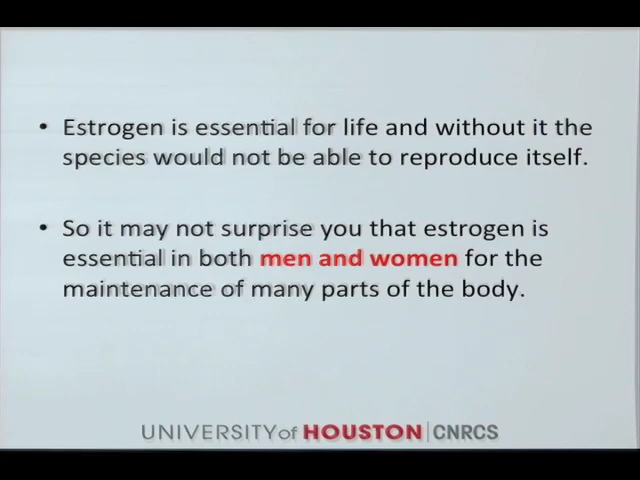 • Estrogen is essential for life and without it the
species would not be able to reproduce itself.
• So it may not surprise you that estrogen is
essential in both men and women for the
maintenance of many parts of the body.
UNIVERSITY of HOUSTON | CNRCS